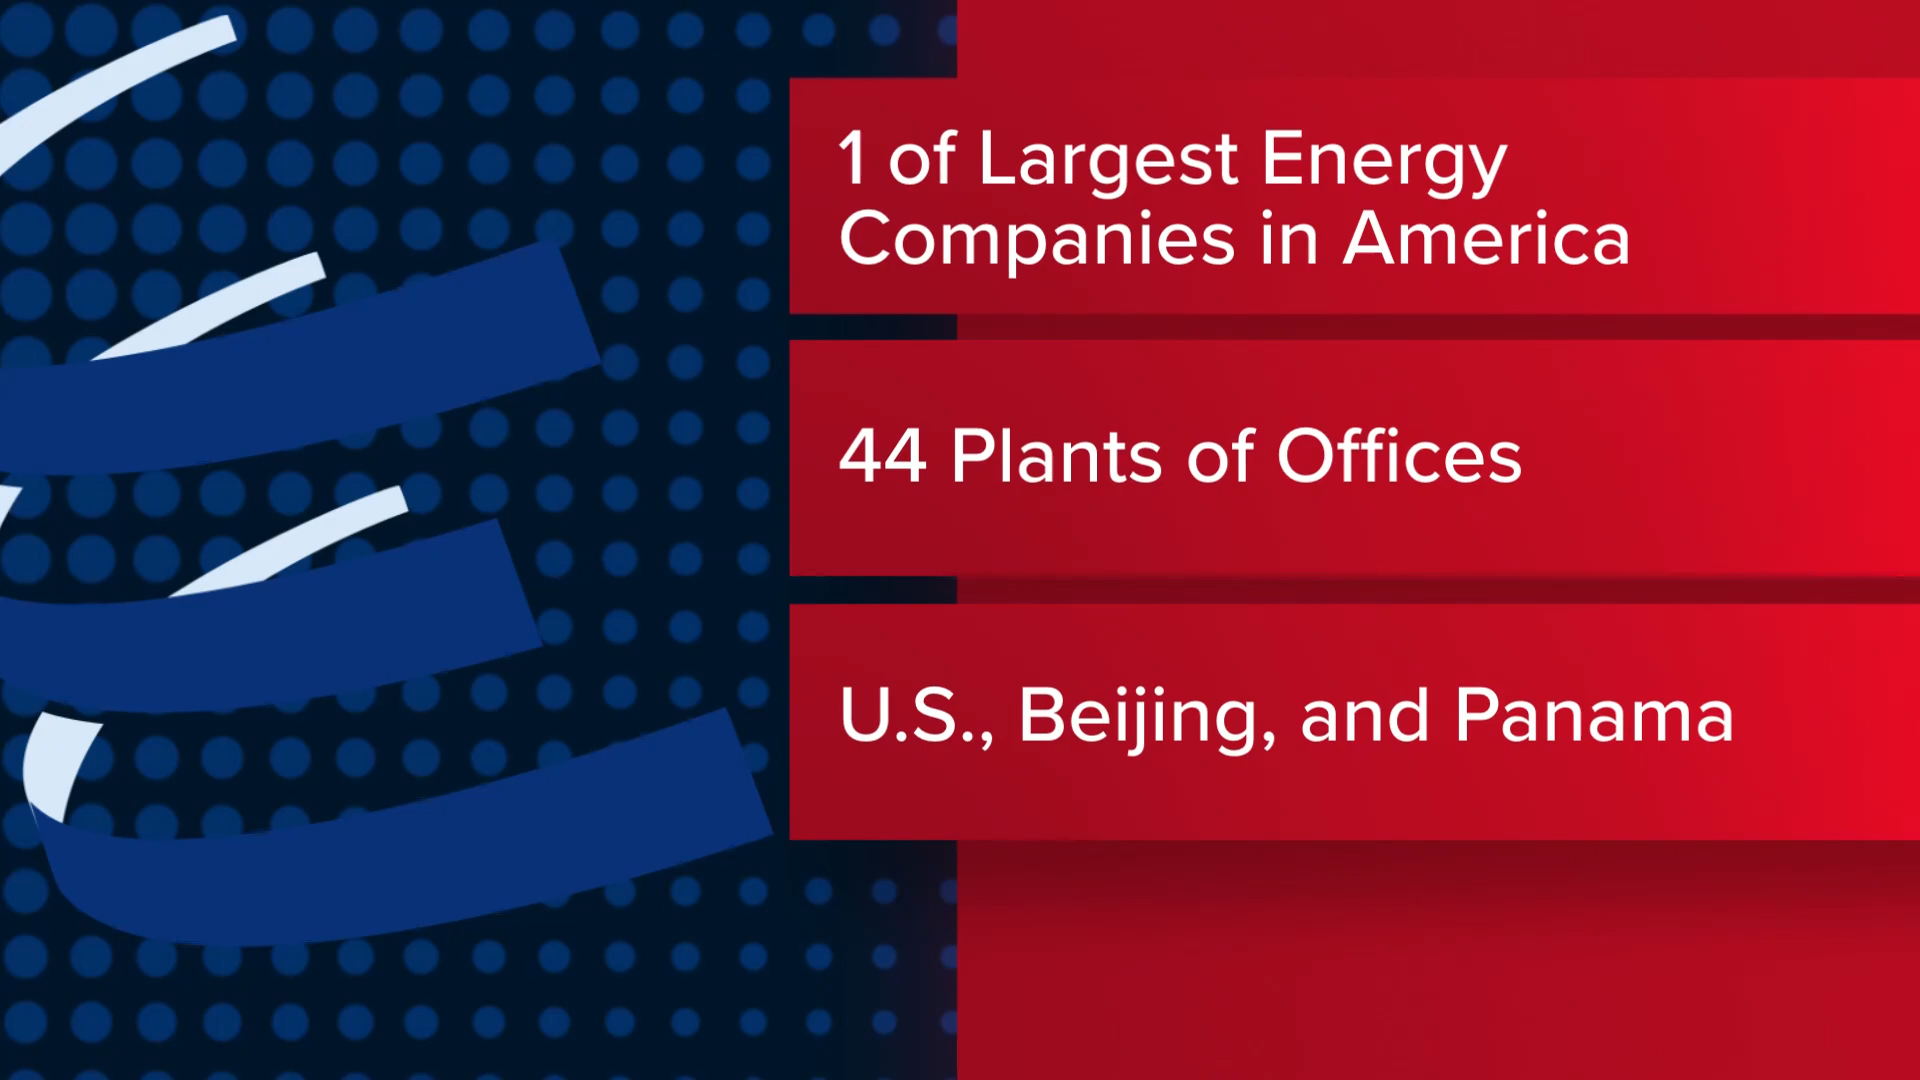 1 of Largest Energy
Companies in America
44 Plants of Offices
U.S., Beijing, and Panama